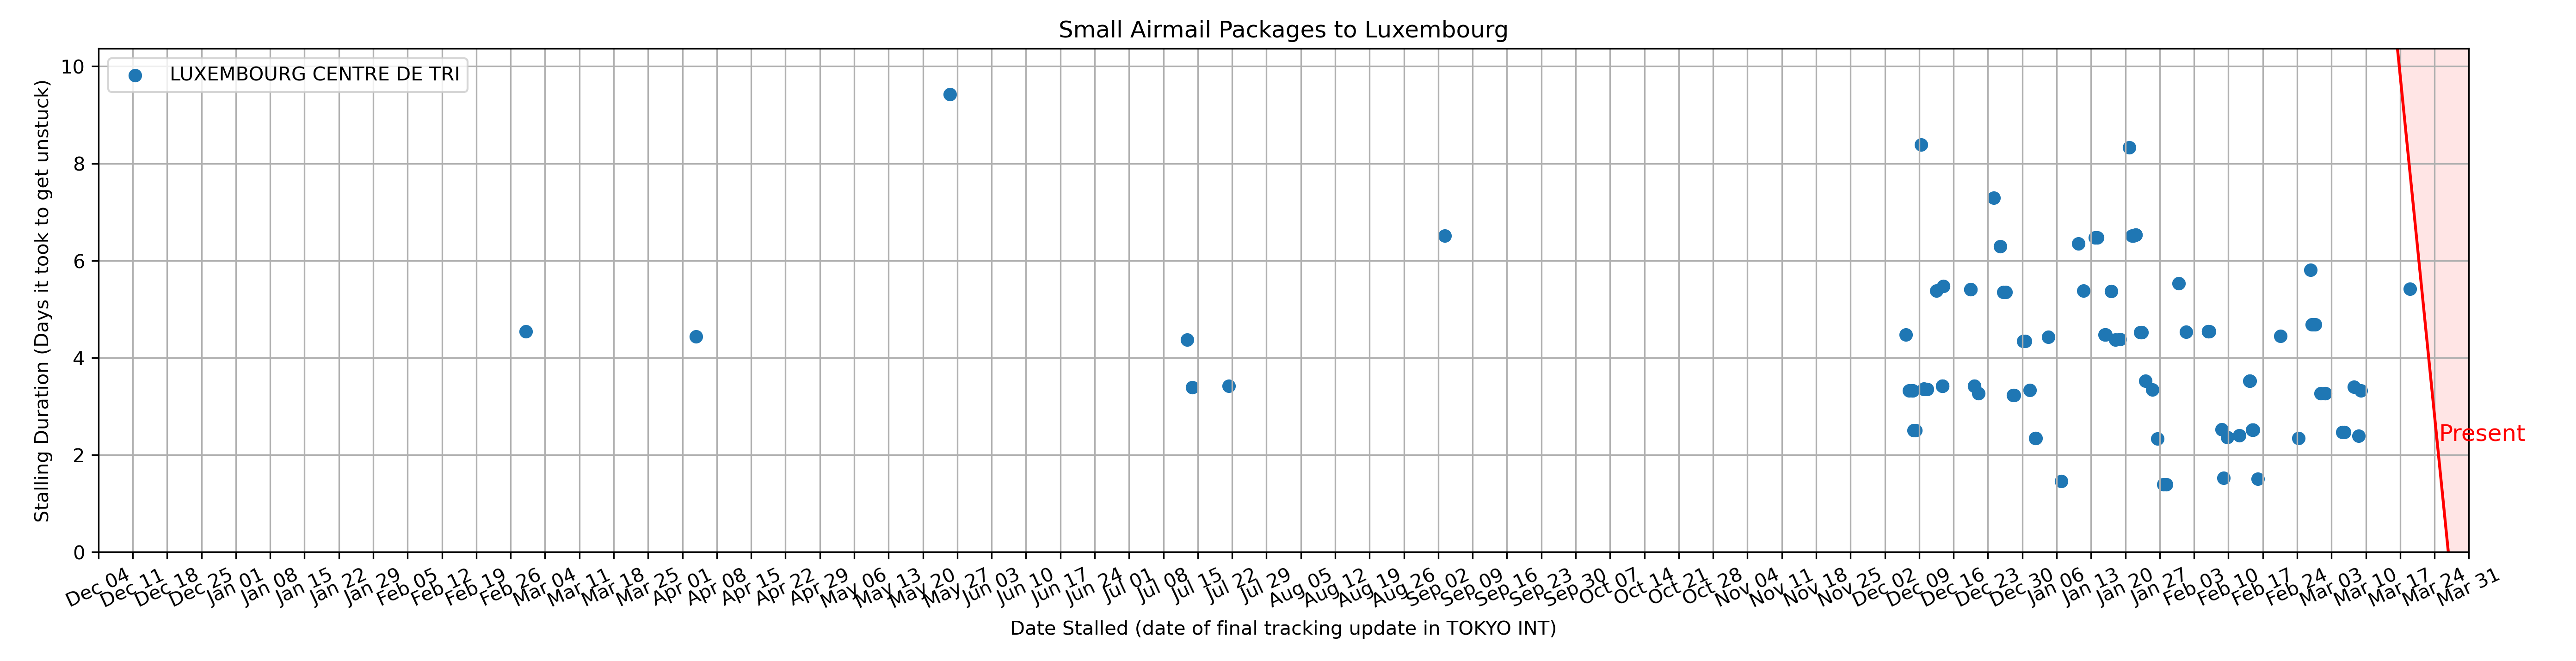 Small Airmail Packages to Luxembourg
LUXEMBOURG CENTRE DE TRI
Stalling Duration (Days it took to get unstuck)
10
8
6
4
2
0
Present
Dec 04
Dec 11
Dec 18
Dec 25
Jan 01
Jan 08
Jan 15
Jan 22
Jan 29
Feb 05
Feb 12
Feb 19
Feb 26
Mar 04
Mar 11
Mar 18
Mar 25
Apr 01
Apr 08
Apr 15
Apr 22
Apr 29
May 06
May 13
May 20
May 27
Jun 03
Jun 10
Jun 17
Jun 24
Jul 01
Jul 08
Jul 15
Jul 22
Jul 29
Aug 05
Aug 12
Aug 19
Aug 26
Sep 02
Sep 09
Sep 16
Sep 23
Sep 30
Oct 07
Oct 14
Oct 21
Oct 28
Nov 04
Nov 11
Nov 18
Nov 25
Dec 02
Dec 09
Dec 16
Dec 23
Dec 30
Jan 06
Jan 13
Jan 20
Jan 27
Feb 03
Feb 10
Feb 17
Feb 24
Mar 03
Mar 10
Mar 17
Mar 24
Mar 31
Date Stalled (date of final tracking update in TOKYO INT)